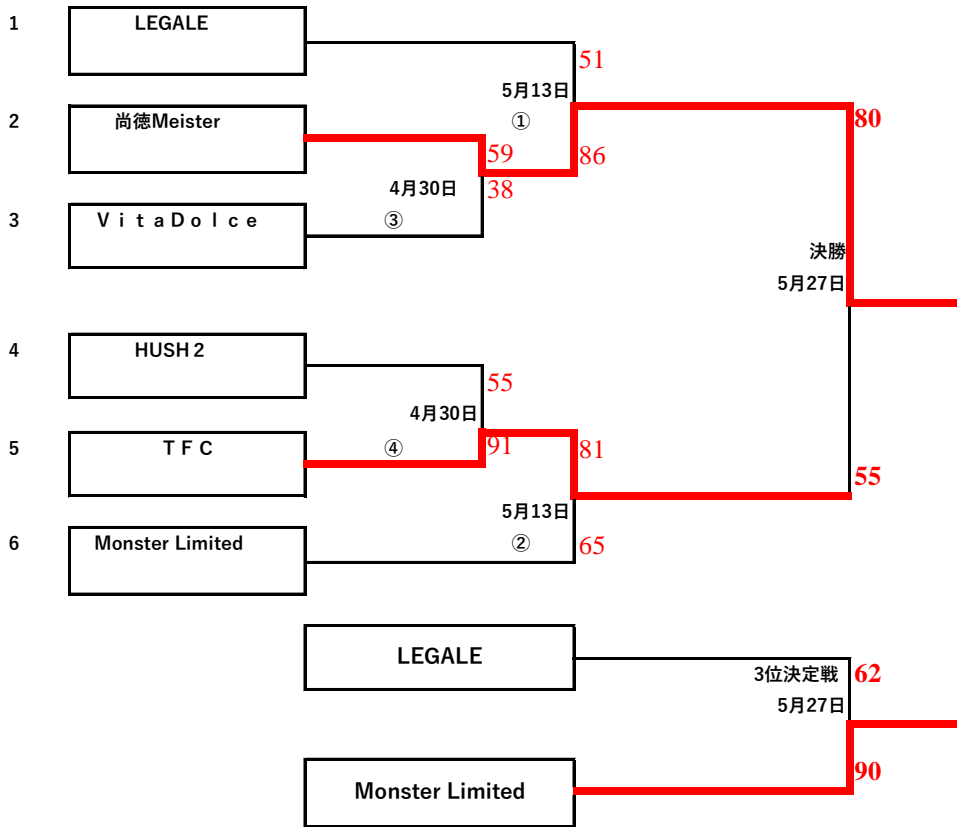 1
LEGALE
51
5月13日
①
2
尚徳Meister
80
59
86
4月30日
38
3
ＶｉｔａＤｏｌｃｅ
③
決勝
5月27日
4
HUSH２
55
4月30日
5
ＴＦＣ
④
91
81
55
5月13日
②
6
Monster Limited
65
LEGALE
3位決定戦
62
5月27日
Monster Limited
90